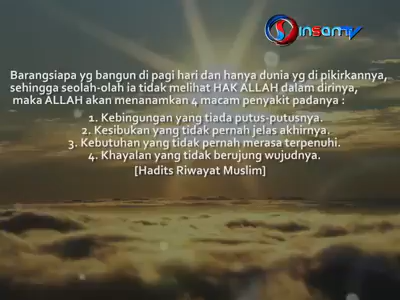 insanTV
Barangsiapa yg bangun di pagi hari dan hanya dunia yg di pikirkannya,
sehingga seolah-olah ia tidak melihat HAK ALLAH dalam dirinya,
maka ALLAH akan menanamkan 4 macam penyakit padanya :
1. Kebingungan yang tiada putus-putusnya.
2. Kesibukan yang tidak pernah jelas akhirnya.
3. Kebutuhan yang tidak pernah merasa terpenuhi.
4. Khayalan yang tidak berujung wujudnya.
[Hadits Riwayat Muslim]